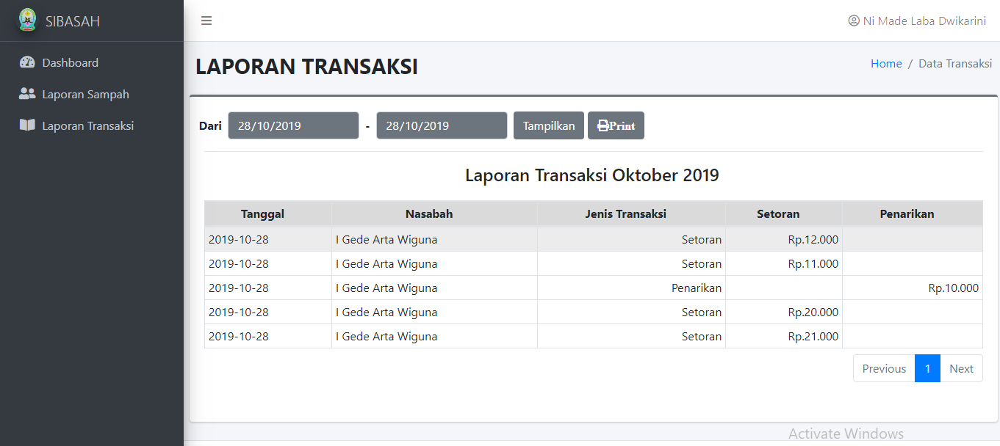 SIBASAH
Ni Made Laba Dwikarini
Dashboard
Laporan Sampah
Laporan Transaksi
LAPORAN TRANSAKSI
Home / Data Transaksi
Dari 28/10/2019 - 28/10/2019 Tampilkan Print
Laporan Transaksi Oktober 2019
Tanggal Nasabah Jenis Transaksi Setoran Penarikan
2019-10-28 I Gede Arta Wiguna Setoran Rp.12.000
2019-10-28 I Gede Arta Wiguna Setoran Rp.11.000
2019-10-28 I Gede Arta Wiguna Penarikan Rp.10.000
2019-10-28 I Gede Arta Wiguna Setoran Rp.20.000
2019-10-28 I Gede Arta Wiguna Setoran Rp.21.000
Previous 1 Next
Activate Windows